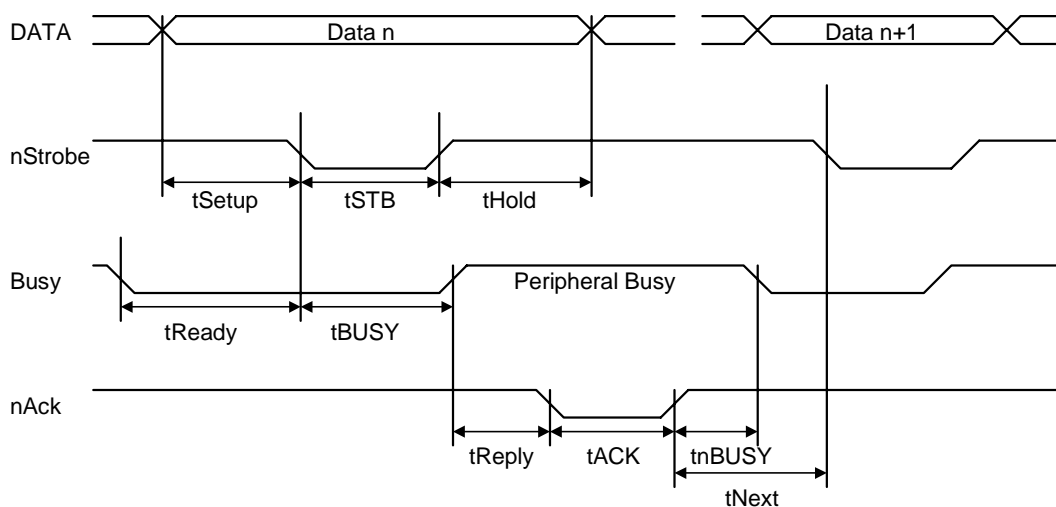 DATA
Data n
Data n+1
nStrobe
tSetup
tSTB
tHold
Busy
Peripheral Busy
tReady
tBUSY
nAck
tReply
tACK
tnBUSY
tNext